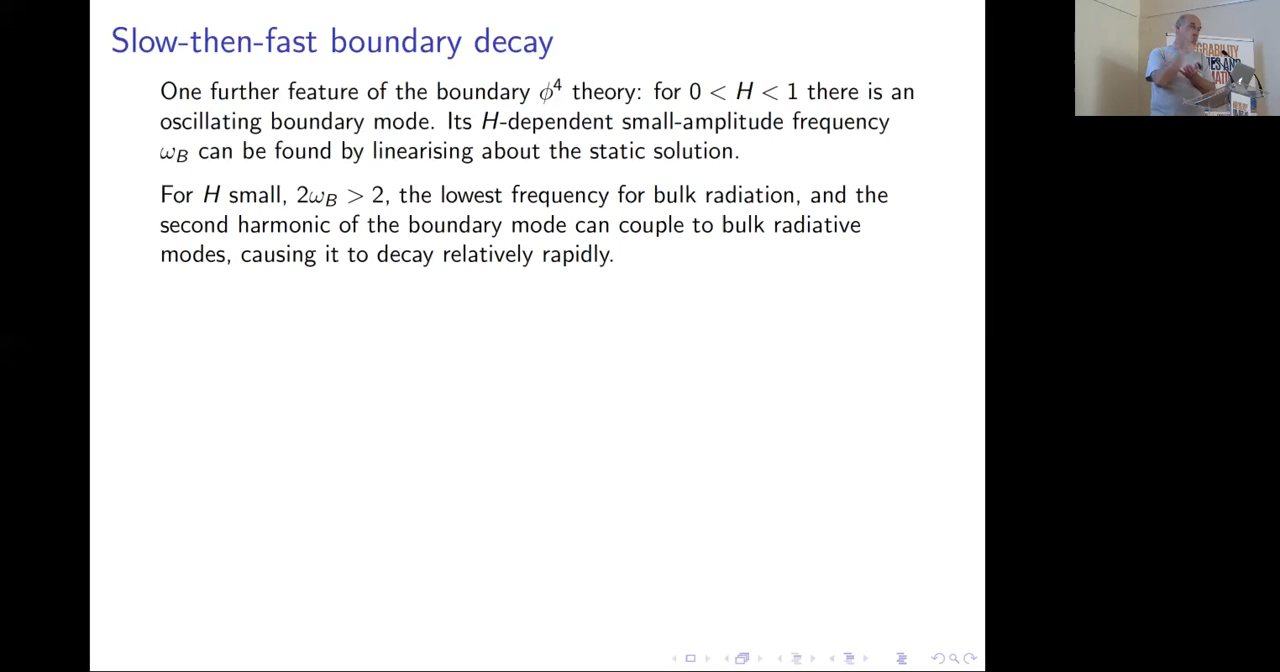 Slow-then-fast boundary decay
One further feature of the boundary ϕ⁴ theory: for 0 < H < 1 there is an
oscillating boundary mode. Its H-dependent small-amplitude frequency
ω_B can be found by linearising about the static solution.
For H small, 2ω_B > 2, the lowest frequency for bulk radiation, and the
second harmonic of the boundary mode can couple to bulk radiative
modes, causing it to decay relatively rapidly.